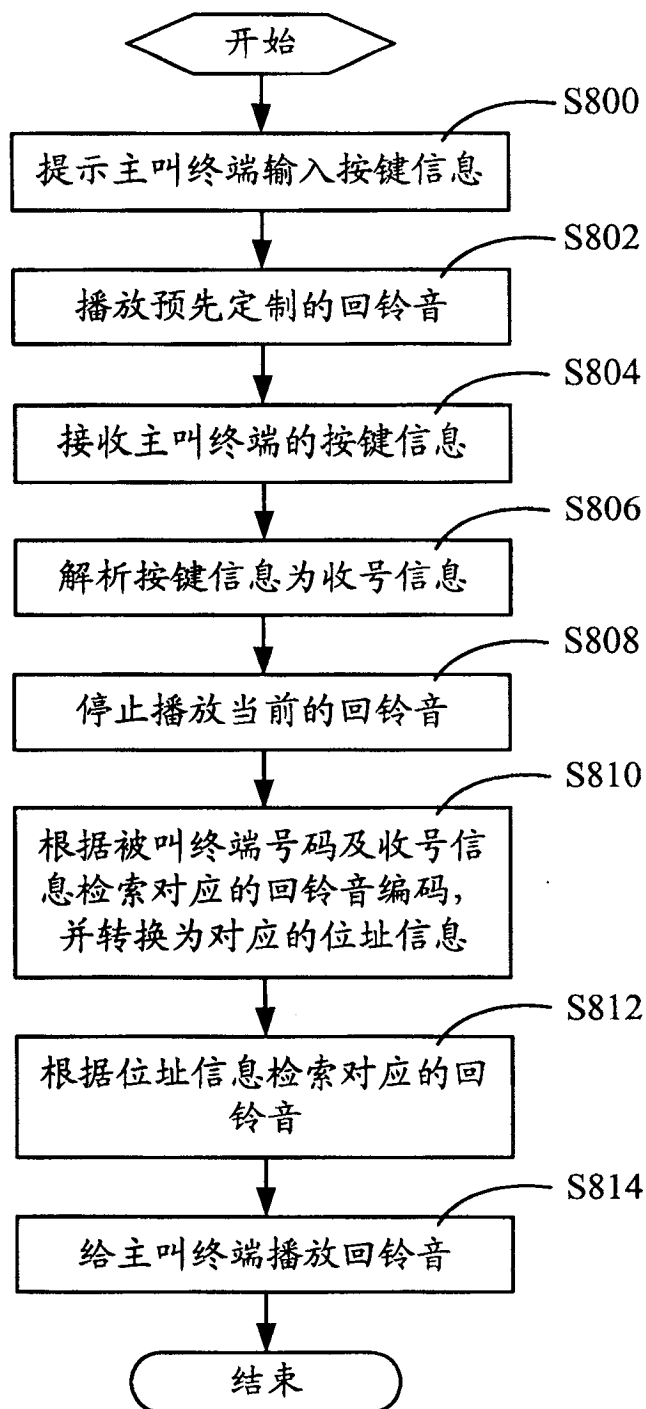 开始
S800
提示主叫终端输入按键信息
S802
播放预先定制的回铃音
S804
接收主叫终端的按键信息
S806
解析按键信息为收号信息
S808
停止播放当前的回铃音
S810
根据被叫终端号码及收号信
息检索对应的回铃音编码,
并转换为对应的位址信息
S812
根据位址信息检索对应的回
铃音
S814
给主叫终端播放回铃音
结束